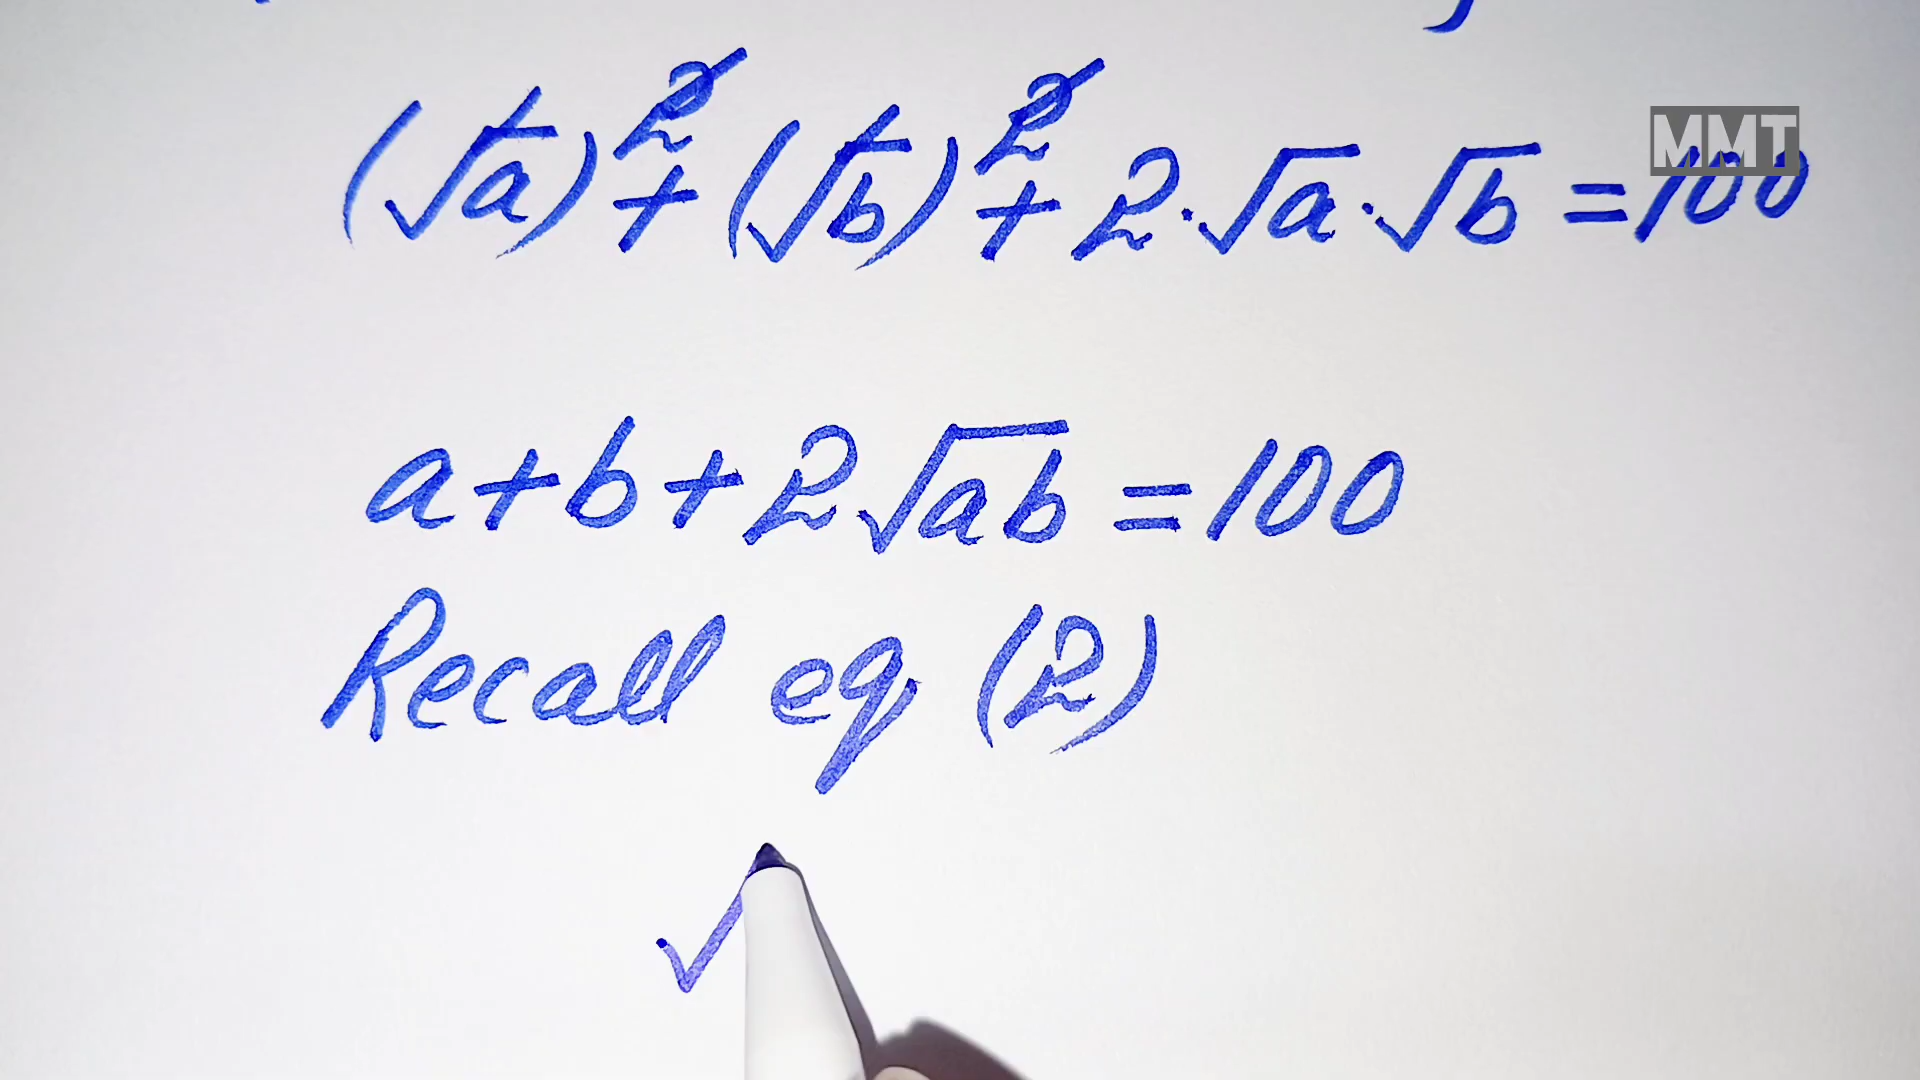 MMT
(√a)² + (√b)² + 2·√a·√b = 100
a + b + 2√ab = 100
Recall eq (2)
√